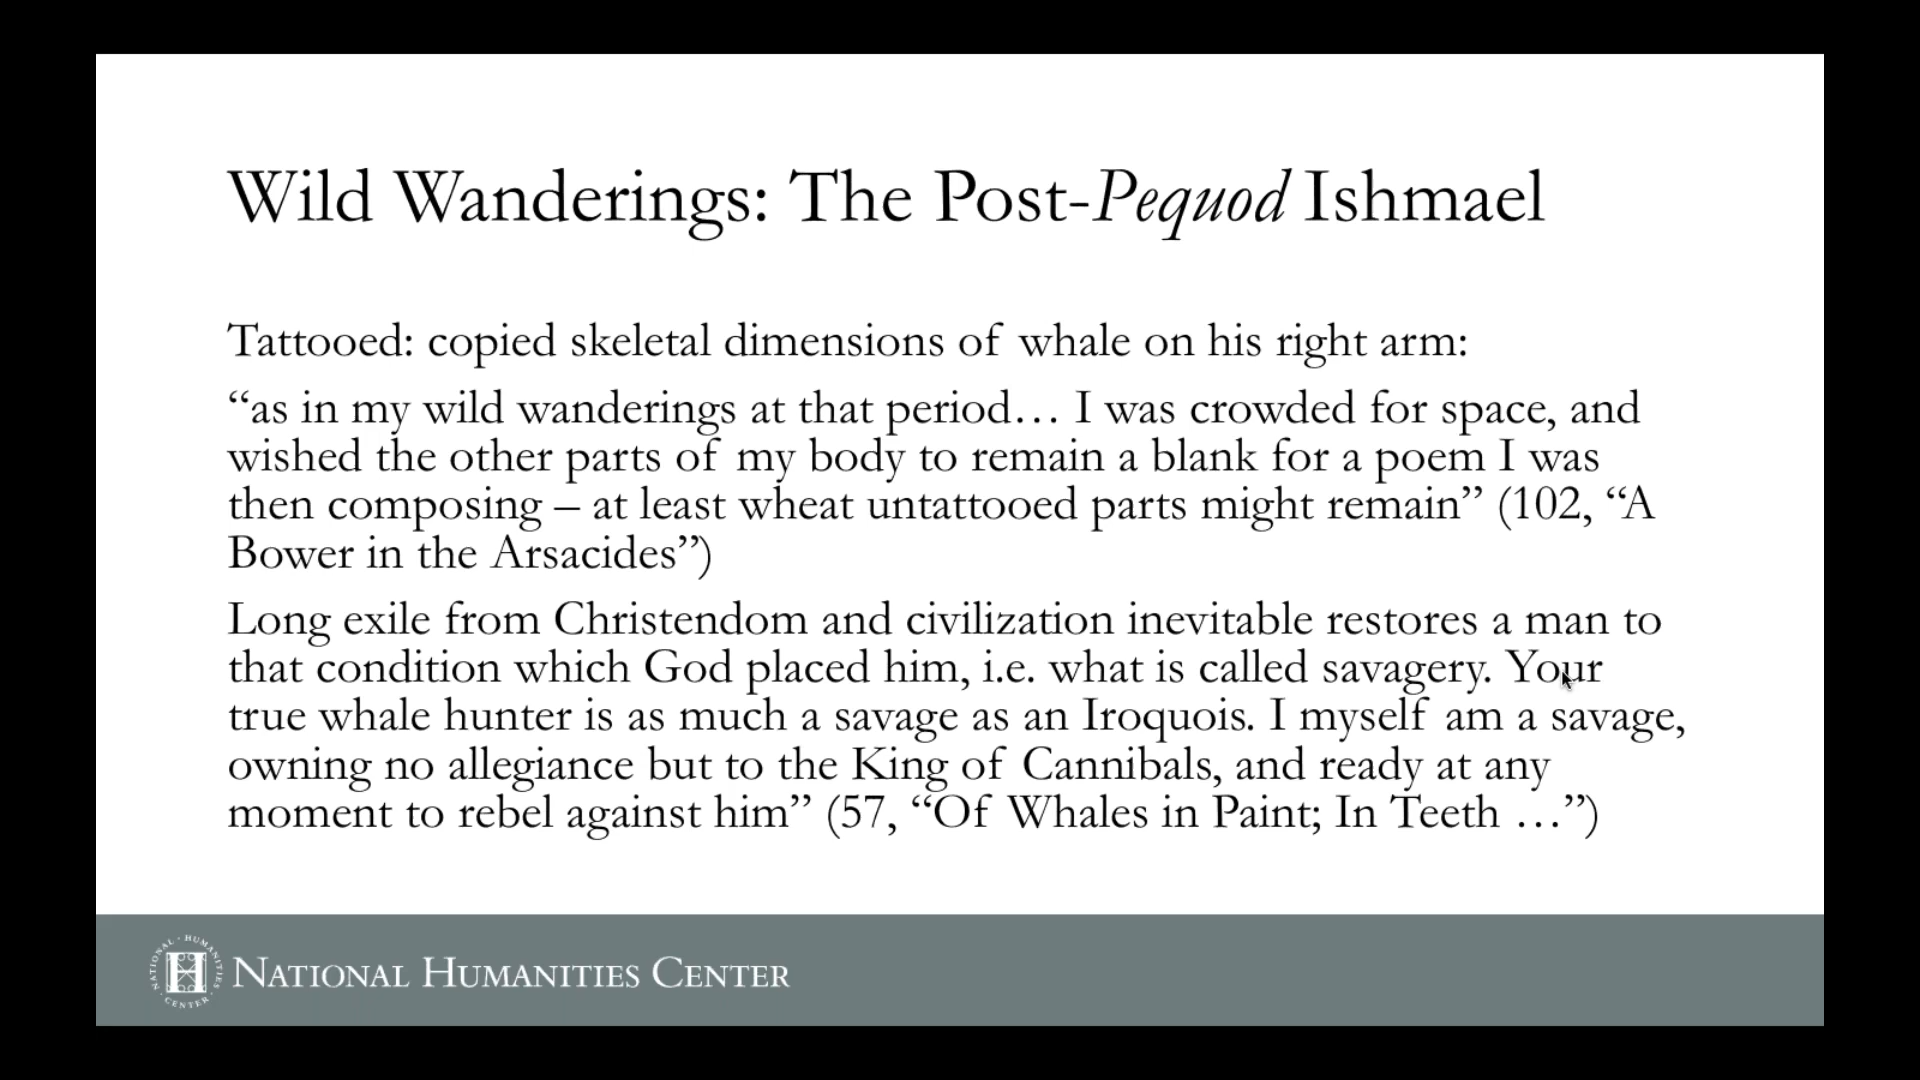 Wild Wanderings: The Post-Pequod Ishmael
Tattooed: copied skeletal dimensions of whale on his right arm:
“as in my wild wanderings at that period… I was crowded for space, and
wished the other parts of my body to remain a blank for a poem I was
then composing – at least wheat untattooed parts might remain” (102, “A
Bower in the Arsacides”)
Long exile from Christendom and civilization inevitable restores a man to
that condition which God placed him, i.e. what is called savagery. Your
true whale hunter is as much a savage as an Iroquois. I myself am a savage,
owning no allegiance but to the King of Cannibals, and ready at any
moment to rebel against him” (57, “Of Whales in Paint; In Teeth …”)
NATIONAL · HUMANITIES · CENTER ·
H
NATIONAL HUMANITIES CENTER